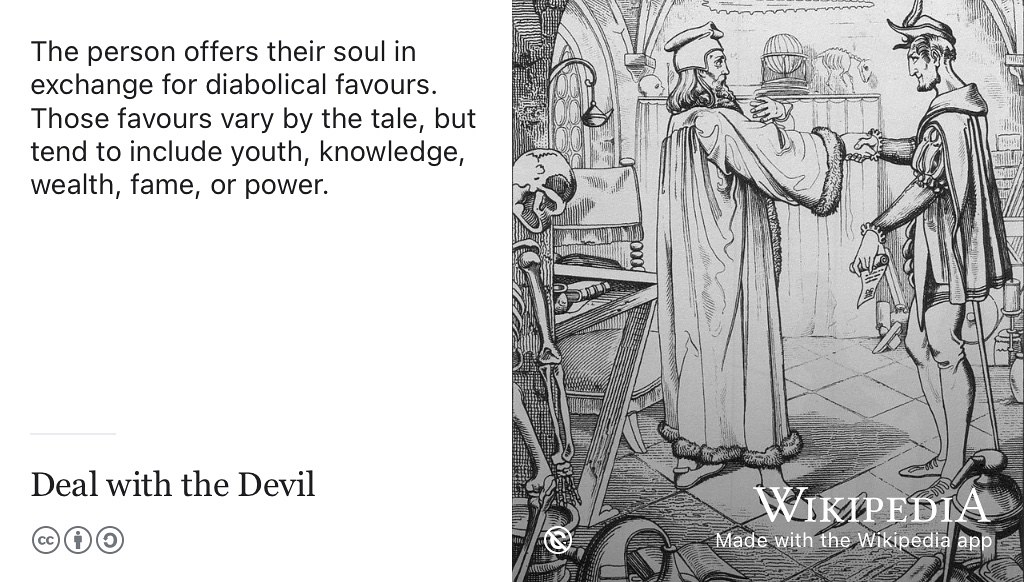 The person offers their soul in
exchange for diabolical favours.
Those favours vary by the tale, but
tend to include youth, knowledge,
wealth, fame, or power.
Deal with the Devil
cc
WIKIPEDIA
Made with the Wikipedia app